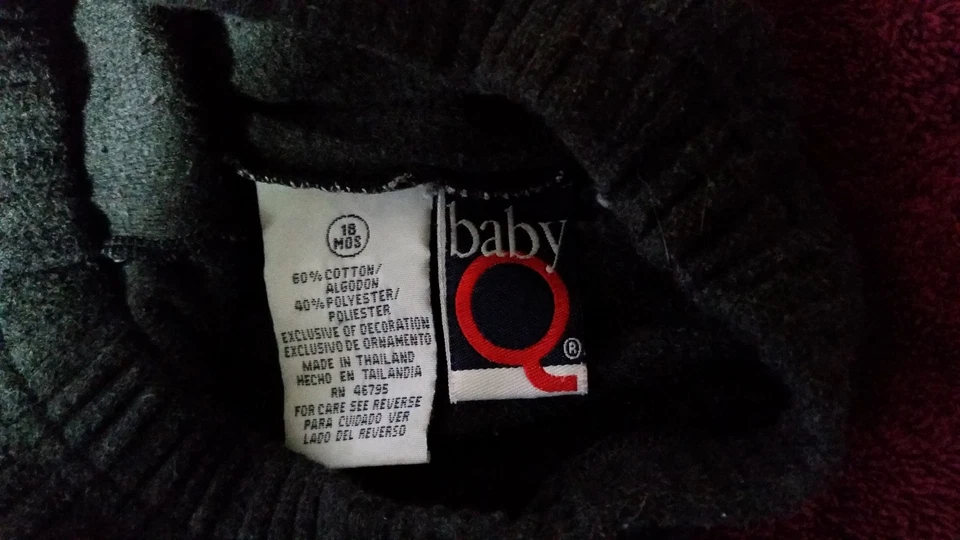 18
MOS
60% COTTON/
ALGODON
40% POLYESTER/
POLIESTER
EXCLUSIVE OF DECORATION
EXCLUSIVO DE ORNAMENTO
MADE IN THAILAND
HECHO EN TAILANDIA
RN 46795
FOR CARE SEE REVERSE
PARA CUIDADO VER
LADO DEL REVERSO
baby
Q
®